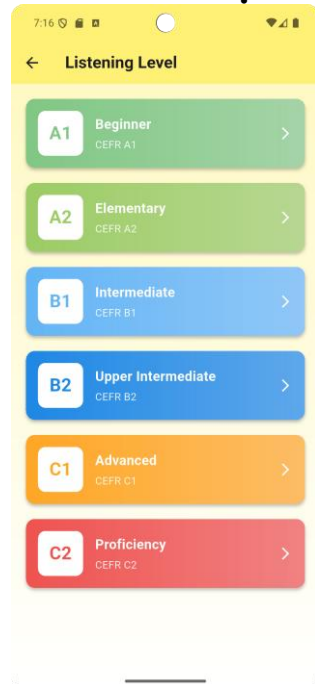 7:16
Listening Level
A1
Beginner
CEFR A1
A2
Elementary
CEFR A2
B1
Intermediate
CEFR B1
B2
Upper Intermediate
CEFR B2
C1
Advanced
CEFR C1
C2
Proficiency
CEFR C2